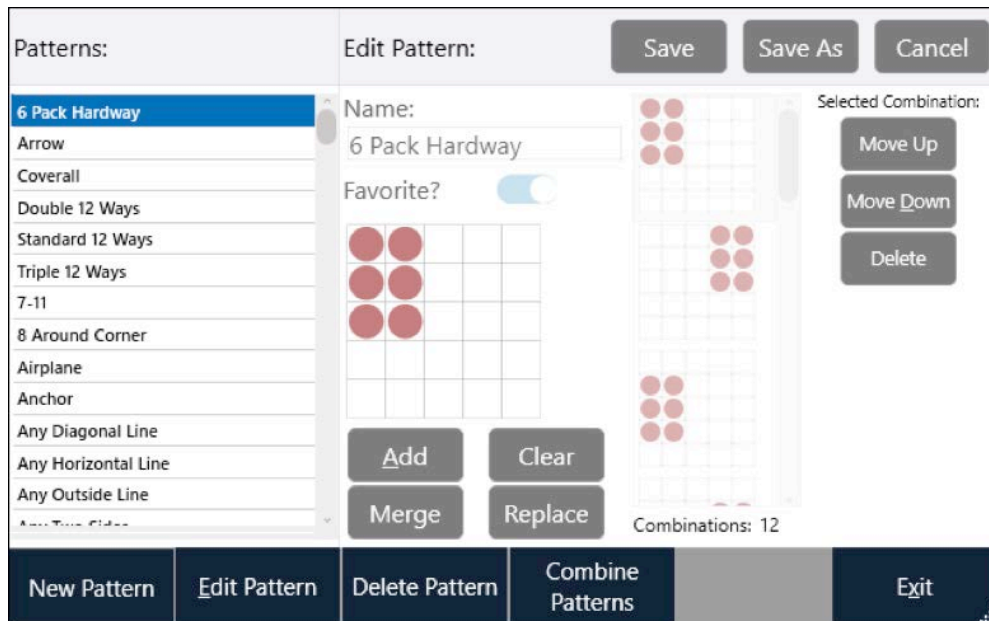 Patterns:
Edit Pattern:
Save
Save As
Cancel
6 Pack Hardway
Arrow
Coverall
Double 12 Ways
Standard 12 Ways
Triple 12 Ways
7-11
8 Around Corner
Airplane
Anchor
Any Diagonal Line
Any Horizontal Line
Any Outside Line
Any Two Sides
Name:
6 Pack Hardway
Favorite?
Add
Clear
Merge
Replace
Combinations: 12
Selected Combination:
Move Up
Move Down
Delete
New Pattern
Edit Pattern
Delete Pattern
Combine
Patterns
Exit